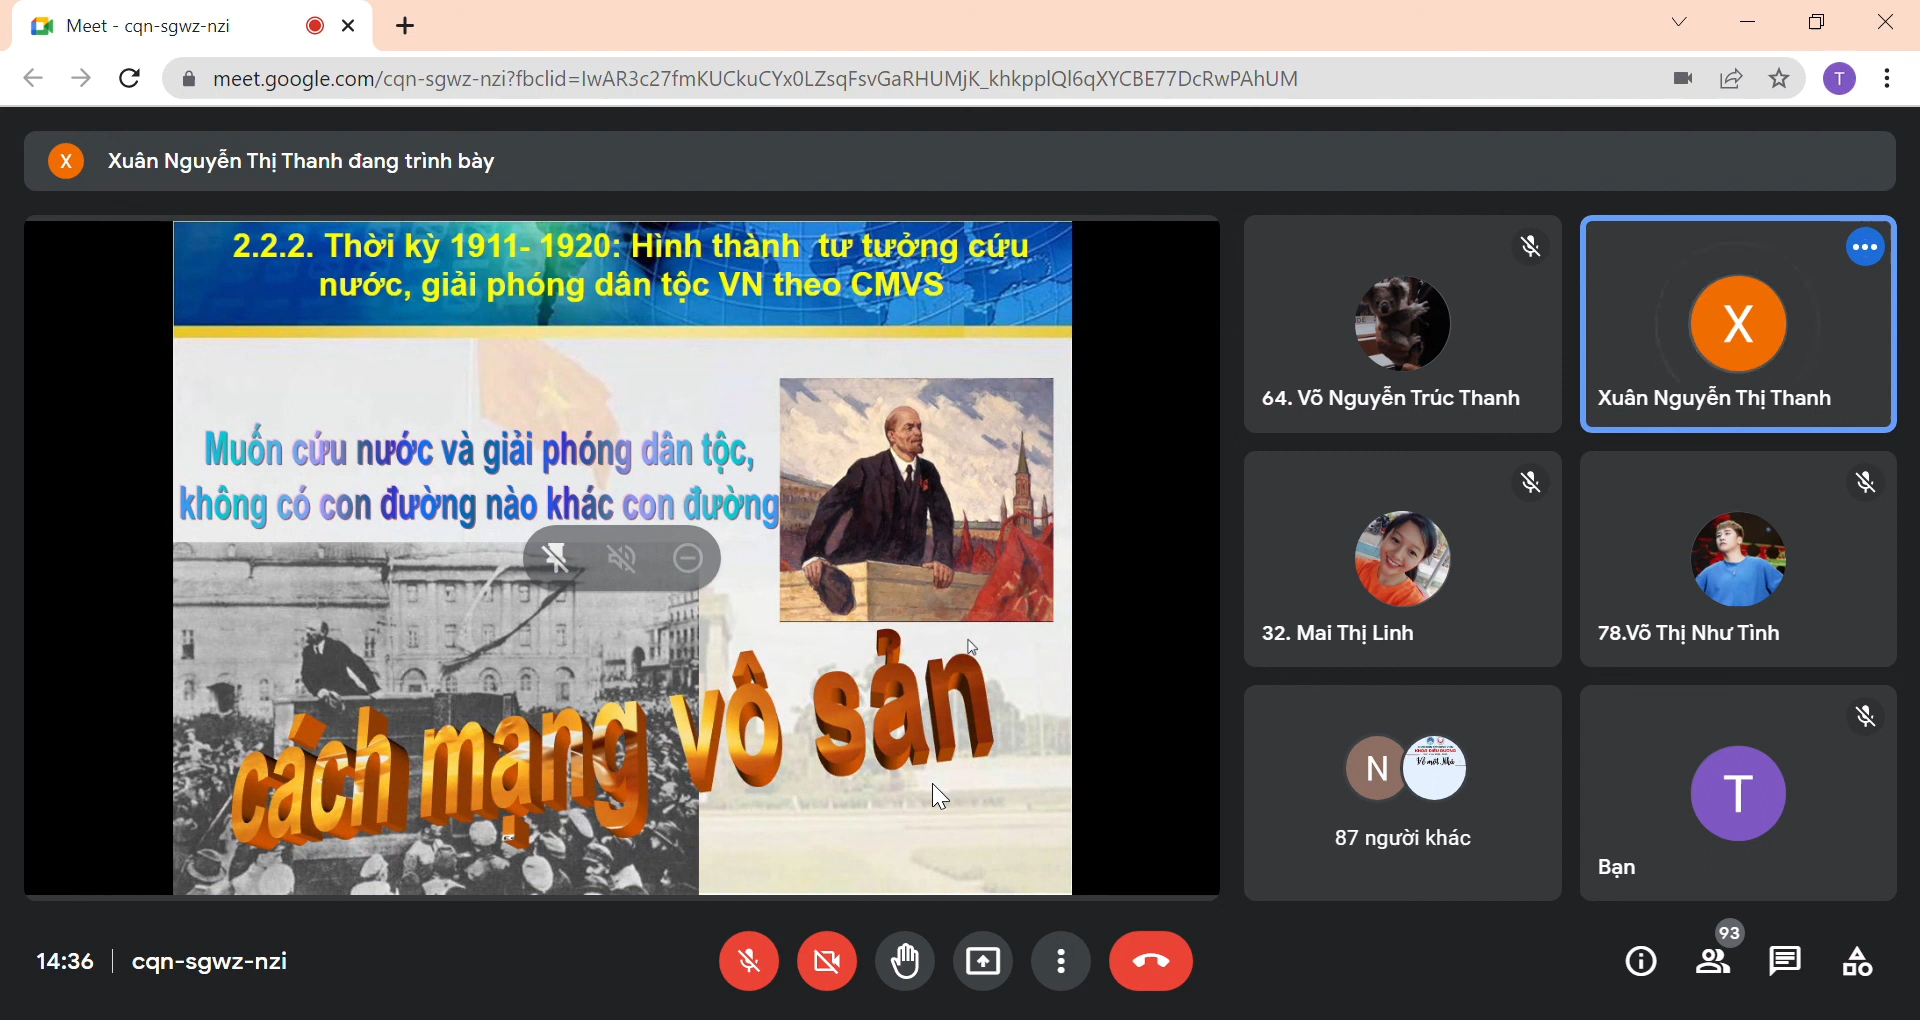 Meet - cqn-sgwz-nzi
meet.google.com/cqn-sgwz-nzi?fbclid=IwAR3c27fmKUCkuCYx0LZsqFsvGaRHUMjK_khkpplQl6qXYCBE77DcRwPAhUM
T
X
Xuân Nguyễn Thị Thanh đang trình bày
2.2.2. Thời kỳ 1911- 1920: Hình thành tư tưởng cứu
nước, giải phóng dân tộc VN theo CMVS
Muốn cứu nước và giải phóng dân tộc,
không có con đường nào khác con đường
cách mạng vô sản
64. Võ Nguyễn Trúc Thanh
X
Xuân Nguyễn Thị Thanh
32. Mai Thị Linh
78.Võ Thị Như Tình
N
87 người khác
T
Bạn
14:36
cqn-sgwz-nzi
93